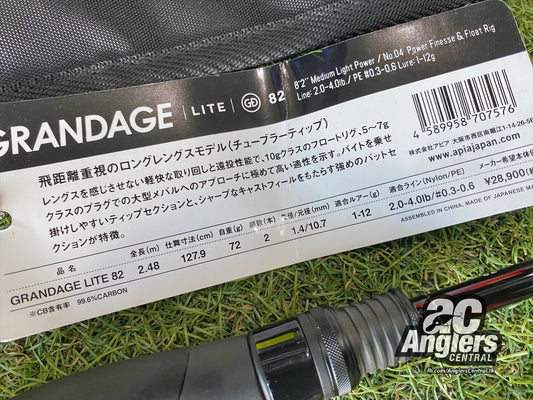 GRANDAGE | LITE | GD 82
8'2" Medium Light Power / No.04 Power Finesse & Float Rig
Line: 2.0-4.0lb. / PE #0.3-0.6 Lure: 1-12g
4 589958 707576
飛距離重視のロングレングスモデル(チューブラーティップ)
レングスを感じさせない軽快な取り回しと遠投性能で、10gクラスのフロートリグ、5~7g
クラスのプラグでの大型メバルへのアプローチに極めて高い適性を示す。バイトを乗せ
掛けしやすいティップセクションと、シャープなキャストフィールをもたらす強めのバットセ
クションが特徴。
株式会社アピア 大阪市西区南堀江1-14-26-5F
www.apiajapan.com
品名 全長(m) 仕舞寸法(cm) 自重(g) 継数(本) 先径/元径(mm) 適合ルアー(g) 適合ライン(Nylon/PE) メーカー希望本体
GRANDAGE LITE 82 2.48 127.9 72 2 1.4/10.7 1-12 2.0-4.0lb./#0.3-0.6 ¥28,900
※CB含有率 99.6%CARBON
ASSEMBLED IN CHINA. MADE OF JAPANESE
ac
Anglers
CENTRAL
fb.com/AnglersCentral.th